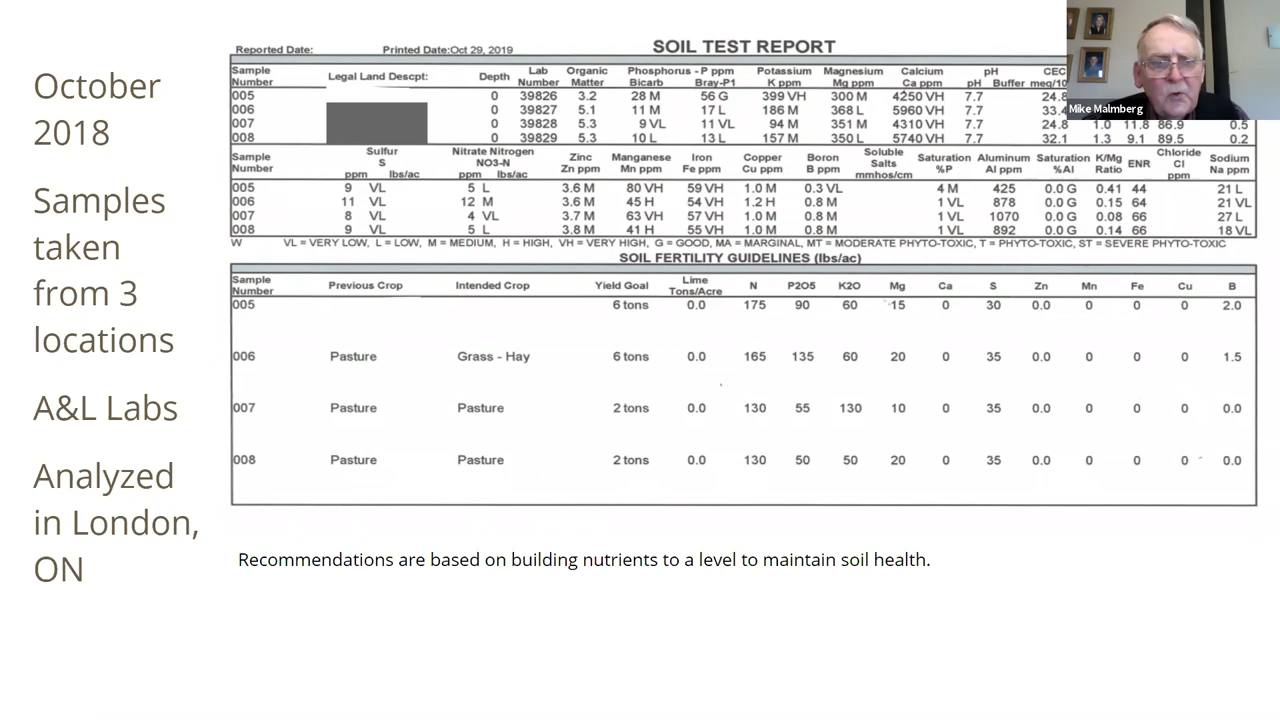 October
2018
Samples
taken
from 3
locations
A&L Labs
Analyzed
in London,
ON
Reported Date: Printed Date:Oct 29, 2019 SOIL TEST REPORT
Sample Number Legal Land Descpt: Depth Lab Number Organic Matter Phosphorus - P ppm Bicarb Bray-P1 Potassium K ppm Magnesium Mg ppm Calcium Ca ppm pH pH Buffer CEC
005 0 39826 3.2 28 M 56 G 399 VH 300 M 4250 VH 7.7 24.8
006 0 39827 5.1 11 M 17 L 186 M 368 L 5960 VH 7.7 33.4
007 0 39828 5.3 9 VL 11 VL 94 M 351 M 4310 VH 7.7 24.8 1.0 11.8 86.9 0.5
008 0 39829 5.3 10 L 13 L 157 M 350 L 5740 VH 7.7 32.1 1.3 9.1 89.5 0.2
Sample Number Sulfur S ppm lbs/ac Nitrate Nitrogen NO3-N ppm lbs/ac Zinc Zn ppm Manganese Mn ppm Iron Fe ppm Copper Cu ppm Boron B ppm Soluble Salts mmhos/cm Saturation %P Aluminum Al ppm Saturation %Al K/Mg Ratio ENR Chloride Cl ppm Sodium Na ppm
005 9 VL 5 L 3.6 M 80 VH 59 VH 1.0 M 0.3 VL 4 M 425 0.0 G 0.41 44 21 L
006 11 VL 12 M 3.6 M 45 H 54 VH 1.2 H 0.8 M 1 VL 878 0.0 G 0.15 64 21 VL
007 8 VL 4 VL 3.7 M 63 VH 57 VH 1.0 M 0.8 M 1 VL 1070 0.0 G 0.08 66 27 L
008 9 VL 5 L 3.8 M 41 H 55 VH 1.0 M 0.8 M 1 VL 892 0.0 G 0.14 66 18 VL
W VL = VERY LOW, L = LOW, M = MEDIUM, H = HIGH, VH = VERY HIGH, G = GOOD, MA = MARGINAL, MT = MODERATE PHYTO-TOXIC, T = PHYTO-TOXIC, ST = SEVERE PHYTO-TOXIC
SOIL FERTILITY GUIDELINES (lbs/ac)
Sample Number Previous Crop Intended Crop Yield Goal Lime Tons/Acre N P2O5 K2O Mg Ca S Zn Mn Fe Cu B
005 6 tons 0.0 175 90 60 15 0 30 0.0 0 0 0 2.0
006 Pasture Grass - Hay 6 tons 0.0 165 135 60 20 0 35 0.0 0 0 0 1.5
007 Pasture Pasture 2 tons 0.0 130 55 130 10 0 35 0.0 0 0 0 0.0
008 Pasture Pasture 2 tons 0.0 130 50 50 20 0 35 0.0 0 0 0 0.0
Recommendations are based on building nutrients to a level to maintain soil health.
Mike Malmberg